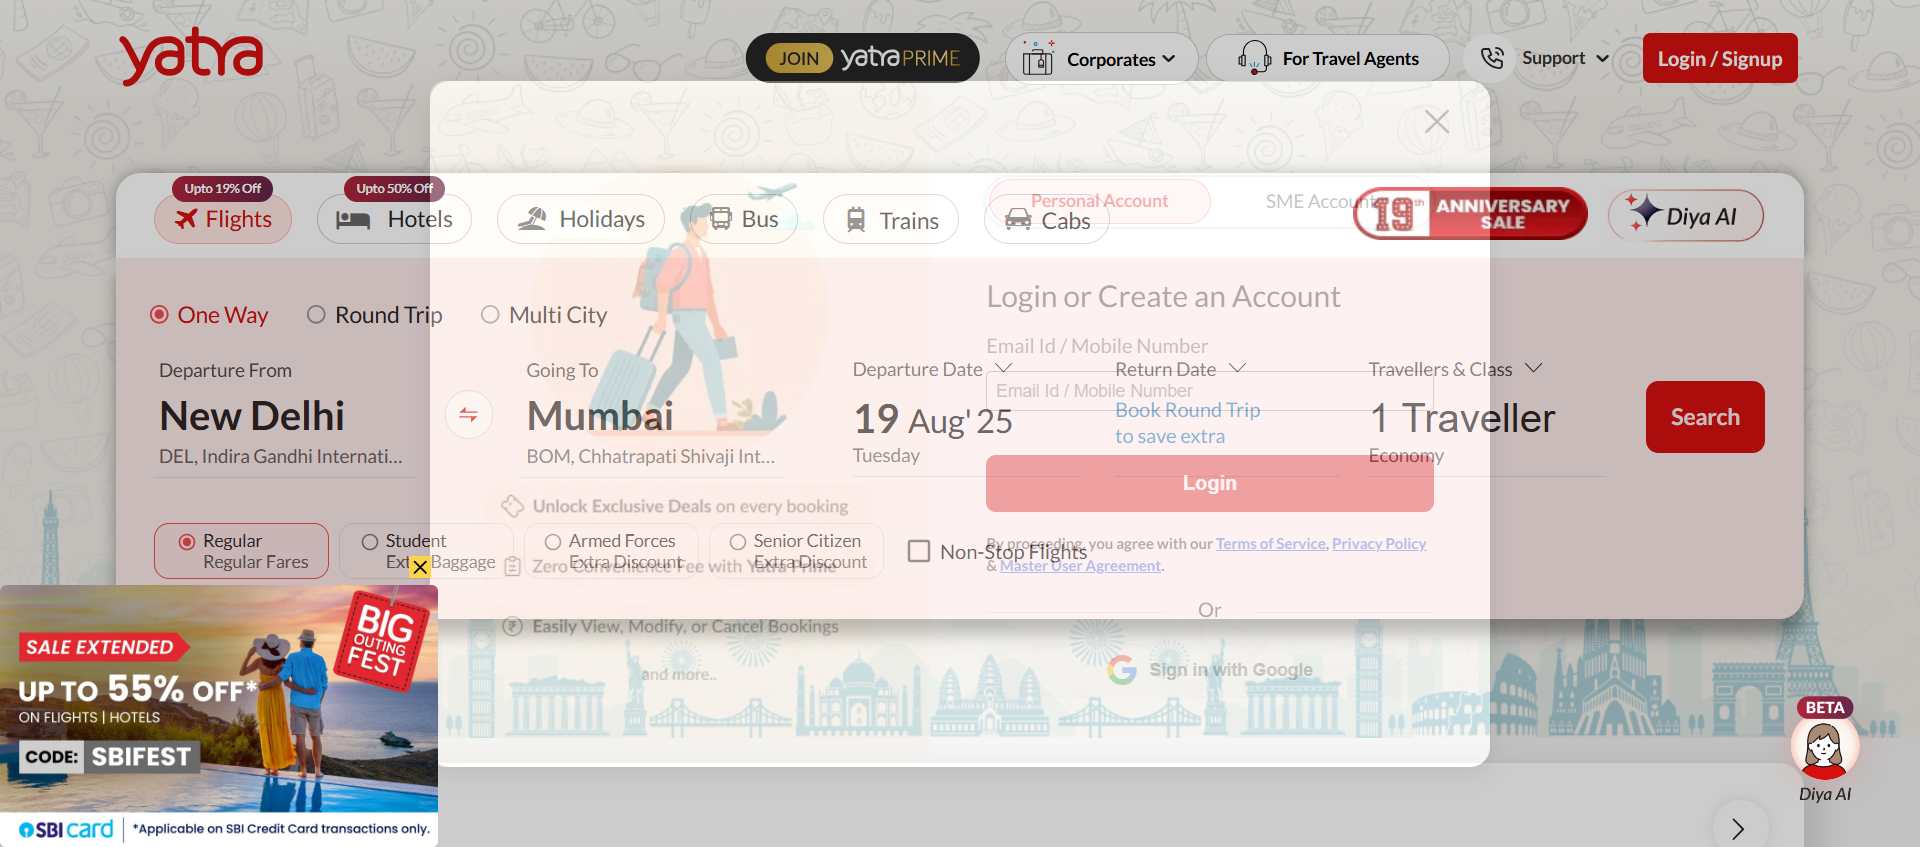 yatra
JOIN yatra PRIME
Corporates
For Travel Agents
Support
Login / Signup
Upto 19% Off
Upto 50% Off
Flights
Hotels
Holidays
Bus
Trains
Cabs
Personal Account
SME Account
19th ANNIVERSARY
SALE
Diya AI
One Way
Round Trip
Multi City
Login or Create an Account
Email Id / Mobile Number
Email Id / Mobile Number
Departure From
New Delhi
DEL, Indira Gandhi Internati...
Going To
Mumbai
BOM, Chhatrapati Shivaji Int...
Departure Date
19 Aug' 25
Tuesday
Return Date
Book Round Trip
to save extra
Travellers & Class
1 Traveller
Economy
Search
Login
Unlock Exclusive Deals on every booking
Regular
Regular Fares
Student
Extra Baggage
Armed Forces
Extra Discount
Senior Citizen
Extra Discount
Non-Stop Flights
By proceeding, you agree with our Terms of Service, Privacy Policy
& Master User Agreement.
Zero Convenience Fee with Yatra Prime
Or
Easily View, Modify, or Cancel Bookings
and more..
Sign in with Google
SALE EXTENDED
BIG
OUTING
FEST
UP TO 55% OFF*
ON FLIGHTS | HOTELS
CODE: SBIFEST
SBI card
*Applicable on SBI Credit Card transactions only.
BETA
Diya AI